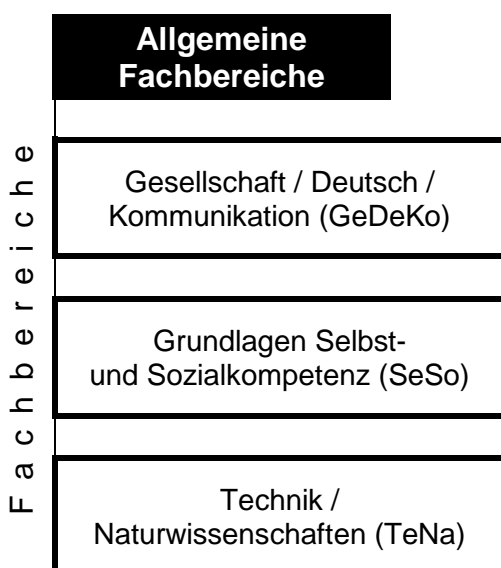 Allgemeine
Fachbereiche
Fachbereiche
Gesellschaft / Deutsch /
Kommunikation (GeDeKo)
Grundlagen Selbst-
und Sozialkompetenz (SeSo)
Technik /
Naturwissenschaften (TeNa)